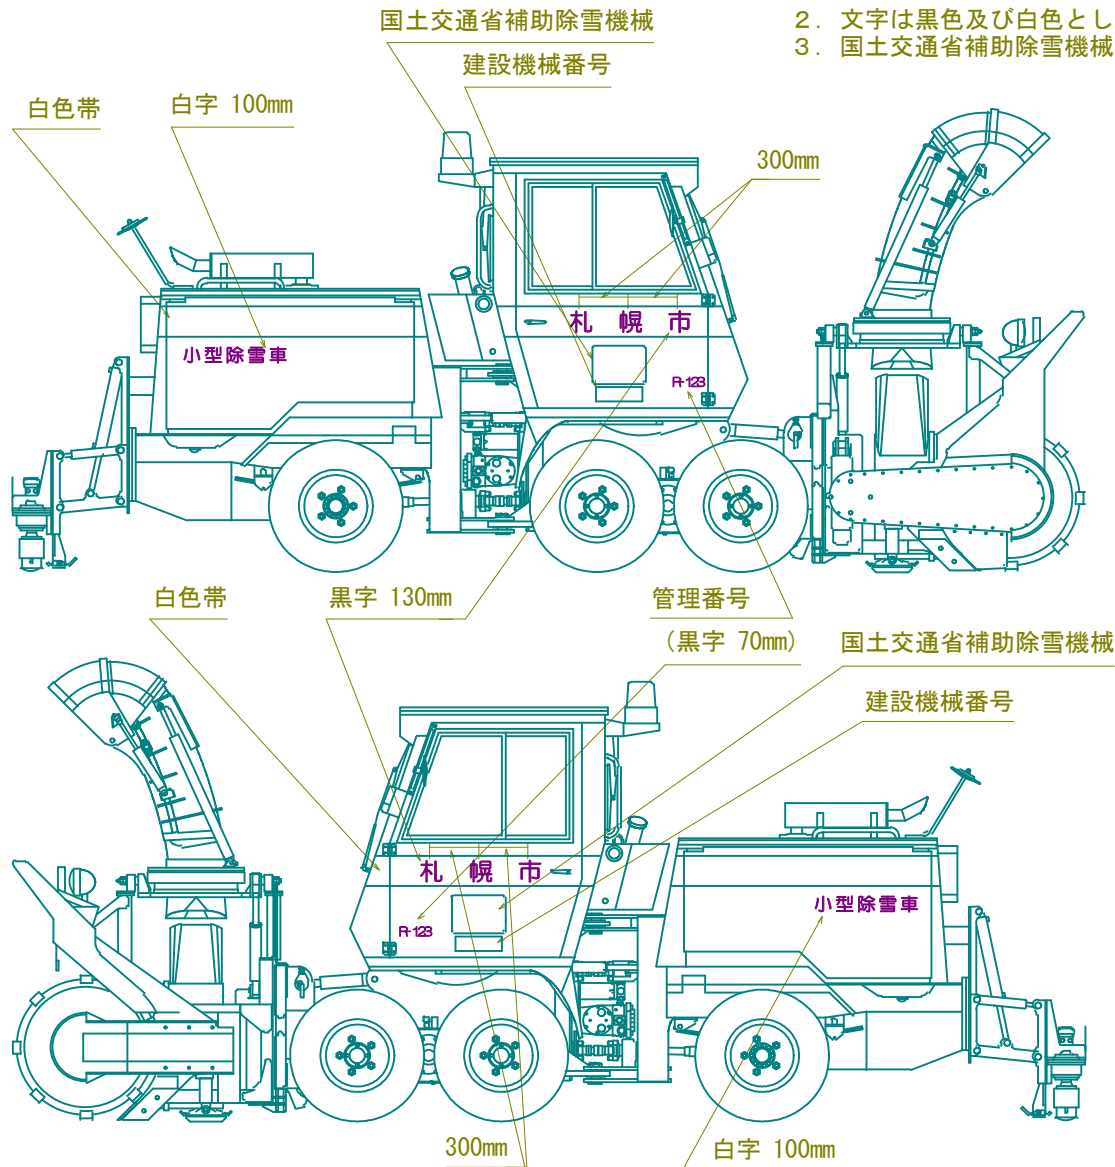 国土交通省補助除雪機械
2. 文字は黒色及び白色とし
3. 国土交通省補助除雪機械
建設機械番号
白色帯
白字 100mm
300mm
札 幌 市
小型除雪車
R-123
白色帯
黒字 130mm
管理番号
(黒字 70mm)
国土交通省補助除雪機械
建設機械番号
札 幌 市
小型除雪車
R-123
300mm
白字 100mm